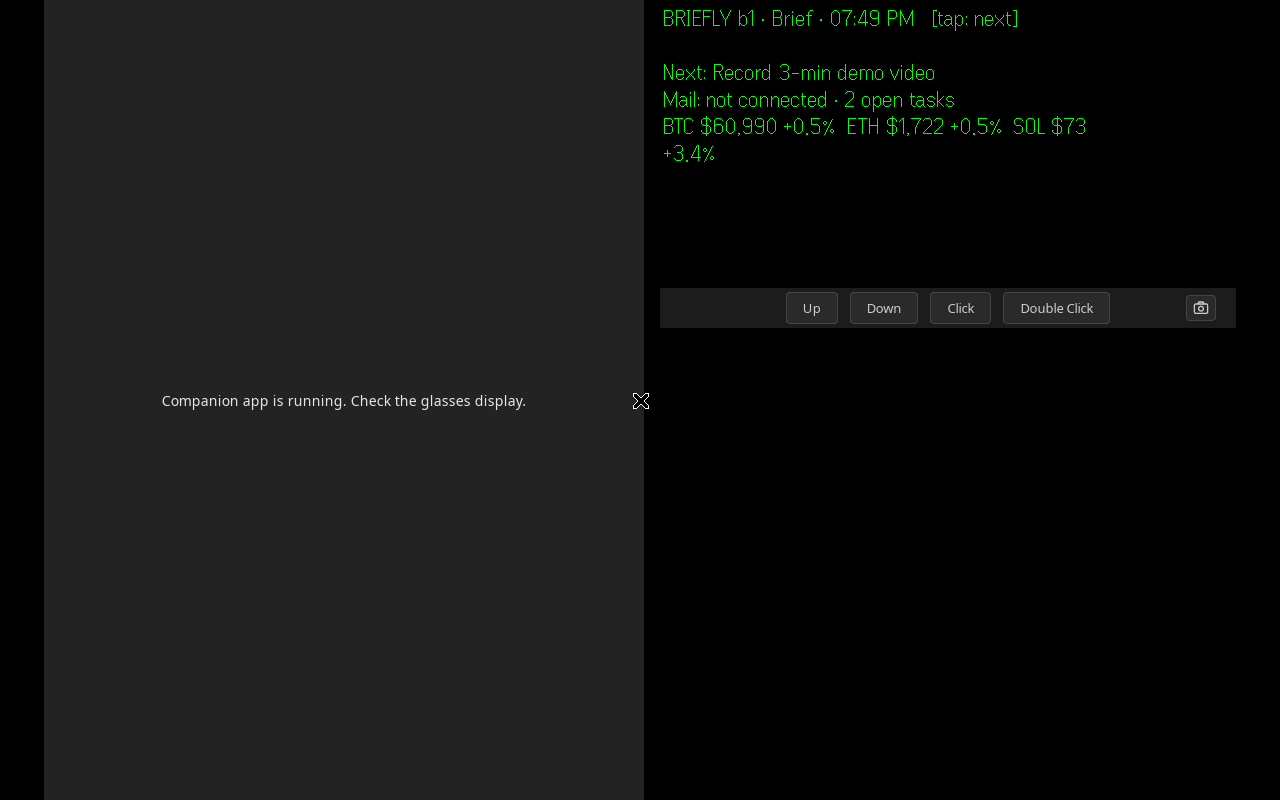 BRIEFLY b1 · Brief · 07:49 PM [tap: next]
Next: Record 3-min demo video
Mail: not connected · 2 open tasks
BTC $60,990 +0.5% ETH $1,722 +0.5% SOL $73
+3.4%
Up Down Click Double Click
Companion app is running. Check the glasses display.